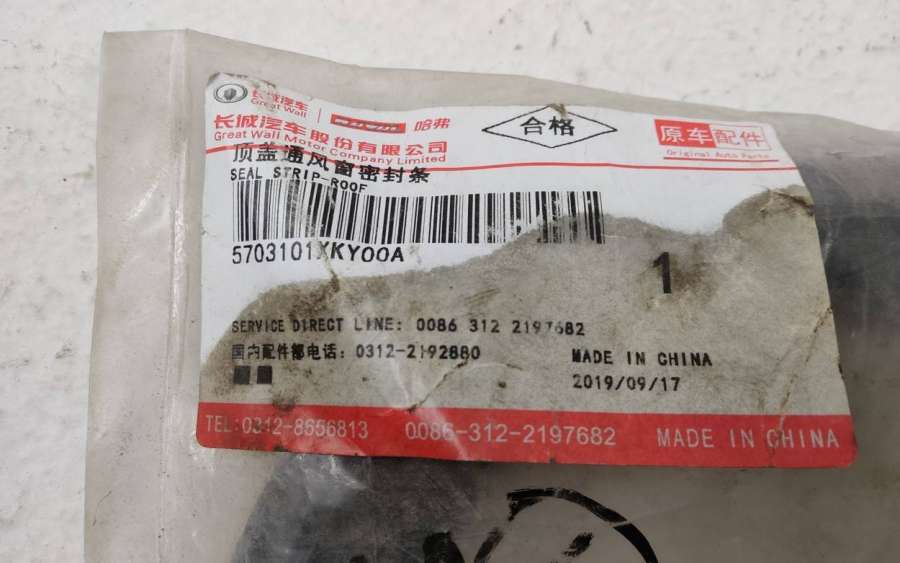 长城汽车
Great Wall
HAVAL 哈弗
合格
原车配件
Original Auto Parts
长城汽车股份有限公司
Great Wall Motor Company Limited
顶盖通风窗密封条
SEAL STRIP-ROOF
5703101XKY00A
1
SERVICE DIRECT LINE: 0086 312 2197682
国内配件部电话: 0312-2192880
MADE IN CHINA
2019/09/17
TEL:0312-8556813 0086-312-2197682 MADE IN CHINA